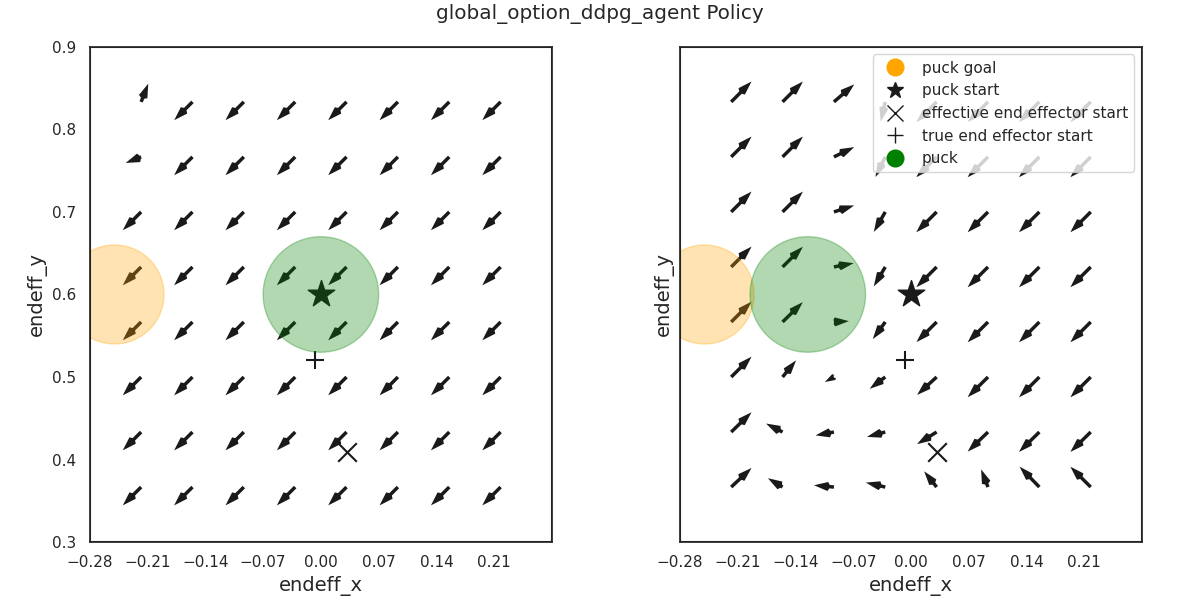 global_option_ddpg_agent Policy
0.9
0.8
0.7
0.6
0.5
0.4
0.3
endeff_y
−0.28 −0.21 −0.14 −0.07 0.00 0.07 0.14 0.21
endeff_x
puck goal
puck start
effective end effector start
true end effector start
puck
endeff_y
−0.28 −0.21 −0.14 −0.07 0.00 0.07 0.14 0.21
endeff_x